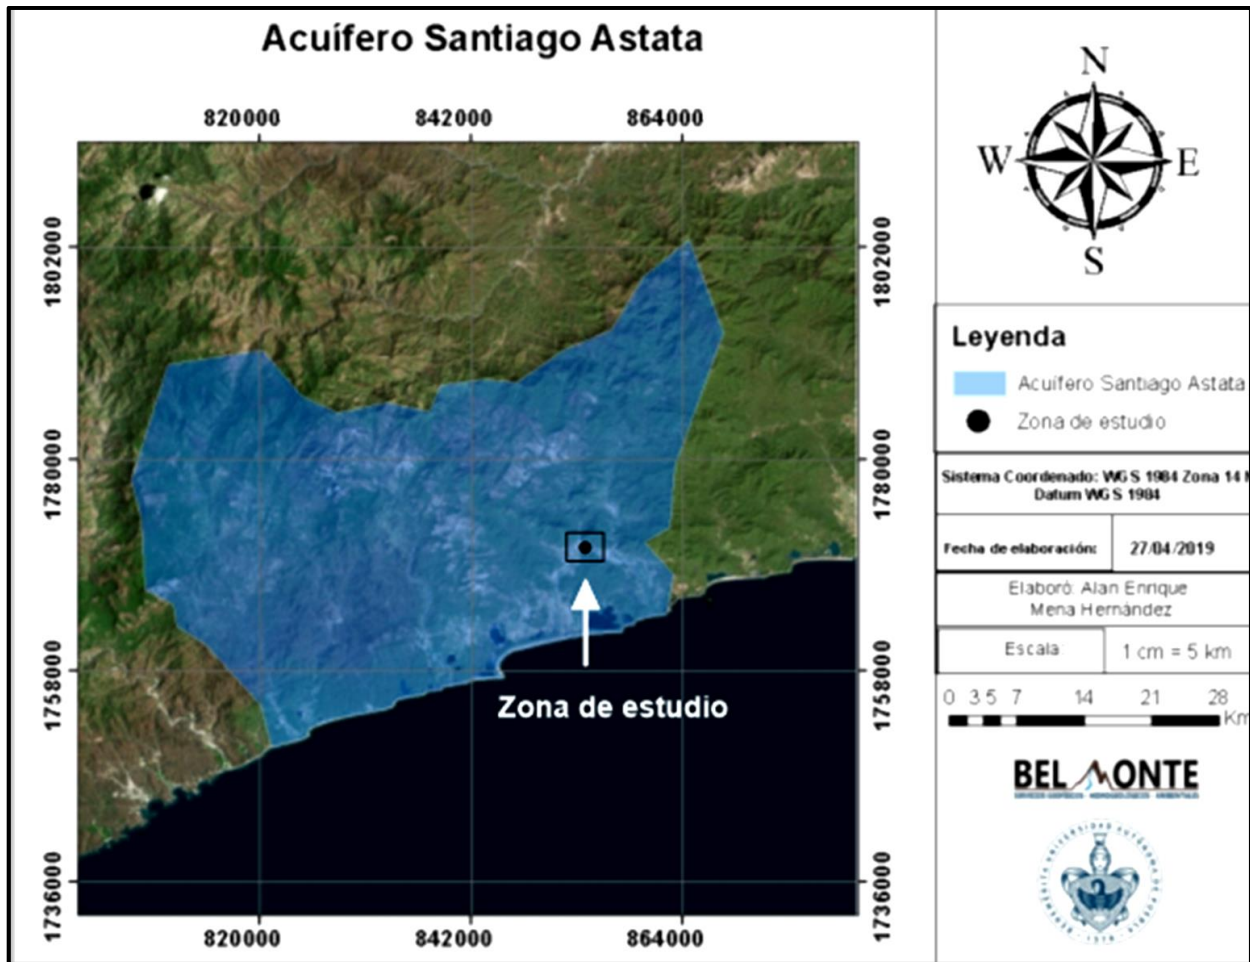 Acuífero Santiago Astata
820000 842000 864000
1802000 1802000
1780000 1780000
1758000 1758000
1736000 1736000
Zona de estudio
820000 842000 864000
N
W E
S
Leyenda
Acuífero Santiago Astata
Zona de estudio
Sistema Coordenado: WGS 1984 Zona 14
Datum WGS 1984
Fecha de elaboración: 27/04/2019
Elaboró: Alan Enrique
Mena Hernández
Escala 1 cm = 5 km
0 3.5 7 14 21 28
Km
BELMONTE